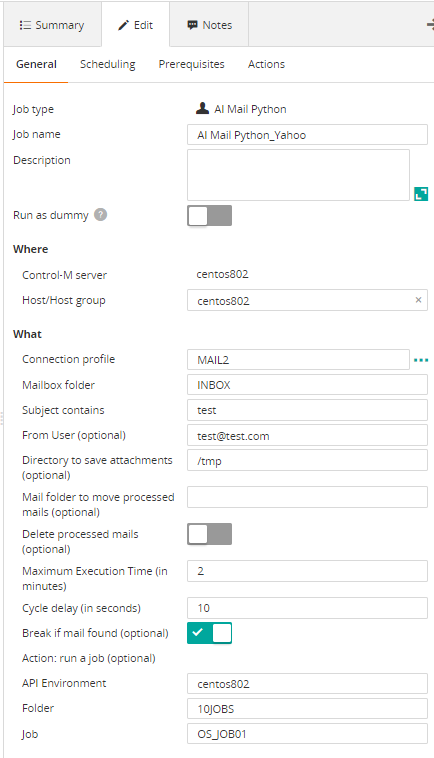 Summary Edit Notes
General Scheduling Prerequisites Actions
Job type AI Mail Python
Job name AI Mail Python_Yahoo
Description
Run as dummy ?
Where
Control-M server centos802
Host/Host group centos802 ×
What
Connection profile MAIL2
Mailbox folder INBOX
Subject contains test
From User (optional) test@test.com
Directory to save attachments /tmp
(optional)
Mail folder to move processed
mails (optional)
Delete processed mails
(optional)
Maximum Execution Time (in 2
minutes)
Cycle delay (in seconds) 10
Break if mail found (optional)
Action: run a job (optional)
API Environment centos802
Folder 10JOBS
Job OS_JOB01